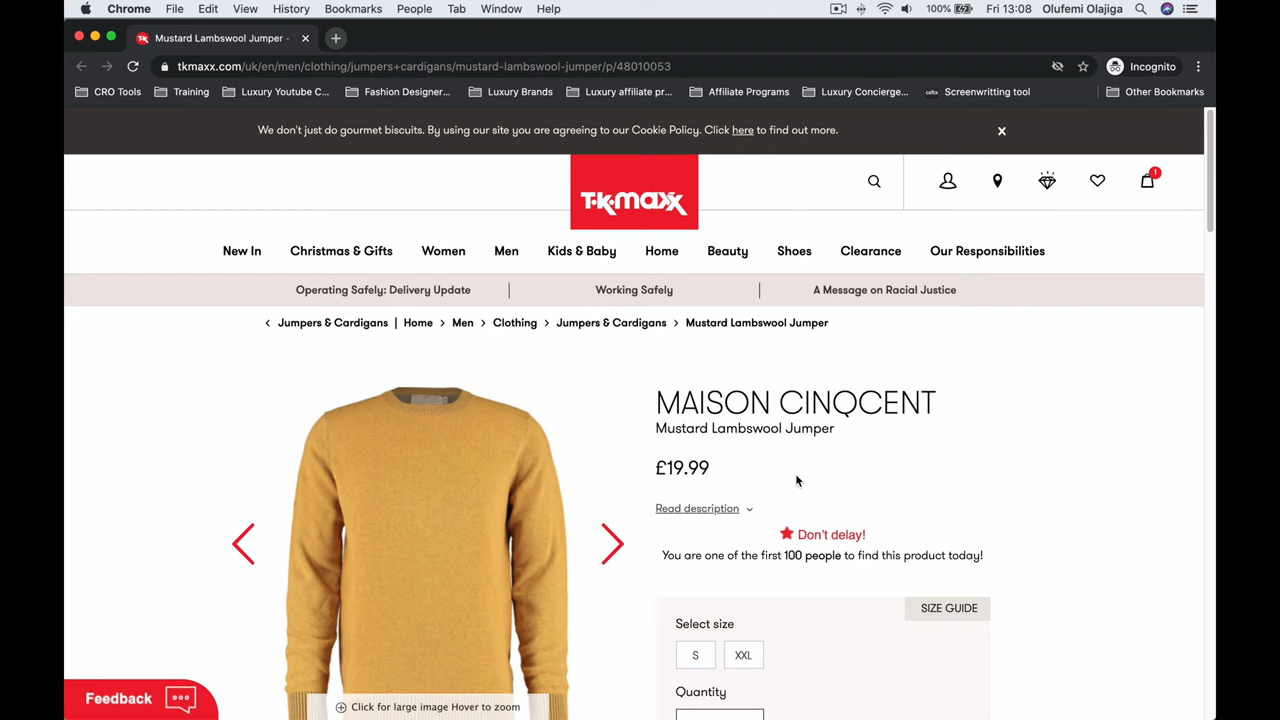 Chrome File Edit View History Bookmarks People Tab Window Help 100% Fri 13:08 Olufemi Olajiga
Mustard Lambswool Jumper -
tkmaxx.com/uk/en/men/clothing/jumpers+cardigans/mustard-lambswool-jumper/p/48010053 Incognito
CRO Tools Training Luxury Youtube C... Fashion Designer... Luxury Brands Luxury affiliate pr... Affiliate Programs Luxury Concierge... celtx Screenwritting tool Other Bookmarks
We don't just do gourmet biscuits. By using our site you are agreeing to our Cookie Policy. Click here to find out more.
T·K·maxx
1
New In Christmas & Gifts Women Men Kids & Baby Home Beauty Shoes Clearance Our Responsibilities
Operating Safely: Delivery Update Working Safely A Message on Racial Justice
Jumpers & Cardigans | Home > Men > Clothing > Jumpers & Cardigans > Mustard Lambswool Jumper
MAISON CINQCENT
Mustard Lambswool Jumper
£19.99
Read description
Don't delay!
You are one of the first 100 people to find this product today!
SIZE GUIDE
Select size
S XXL
Quantity
Feedback
Click for large image Hover to zoom